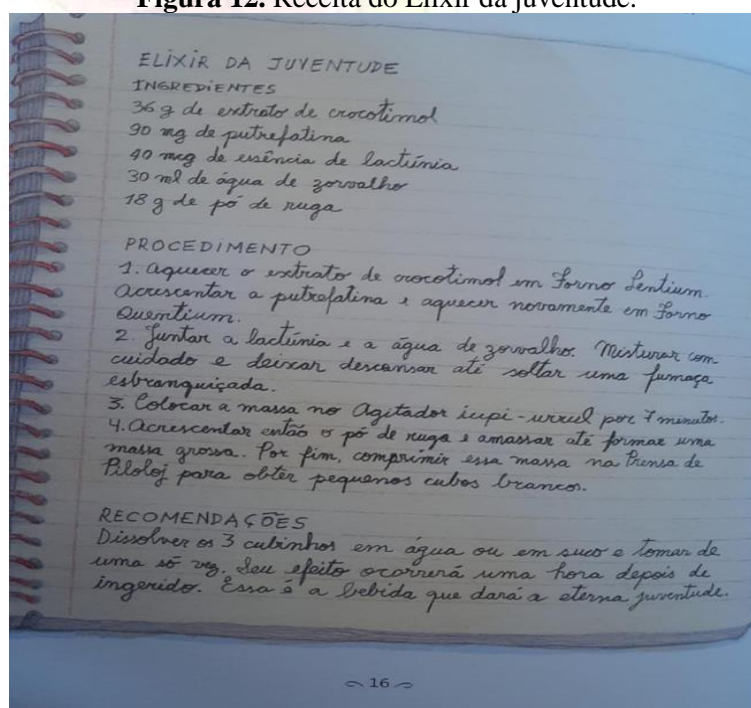 Figura 12. Receita do Elixir da juventude.
ELIXIR DA JUVENTUDE
INGREDIENTES
36 g de extrato de crocotimol
90 mg de putrefatina
40 mcg de essência de lactúnia
30 ml de água de zorvalho
18 g de pó de ruga
PROCEDIMENTO
1. Aquecer o extrato de crocotimol em Forno Lentium.
Acrescentar a putrefatina e aquecer novamente em Forno
Quentium.
2. Juntar a lactúnia e a água de zorvalho. Misturar com
cuidado e deixar descansar até soltar uma fumaça
esbranquiçada.
3. Colocar a massa no Agitador iupi-urrul por 7 minutos.
4. Acrescentar então o pó de ruga e amassar até formar uma
massa grossa. Por fim, comprimir essa massa na Prensa de
Piloloj para obter pequenos cubos brancos.
RECOMENDAÇÕES
Dissolver os 3 cubinhos em água ou em suco e tomar de
uma só vez. Seu efeito ocorrerá uma hora depois de
ingerido. Essa é a bebida que dará a eterna juventude.
16